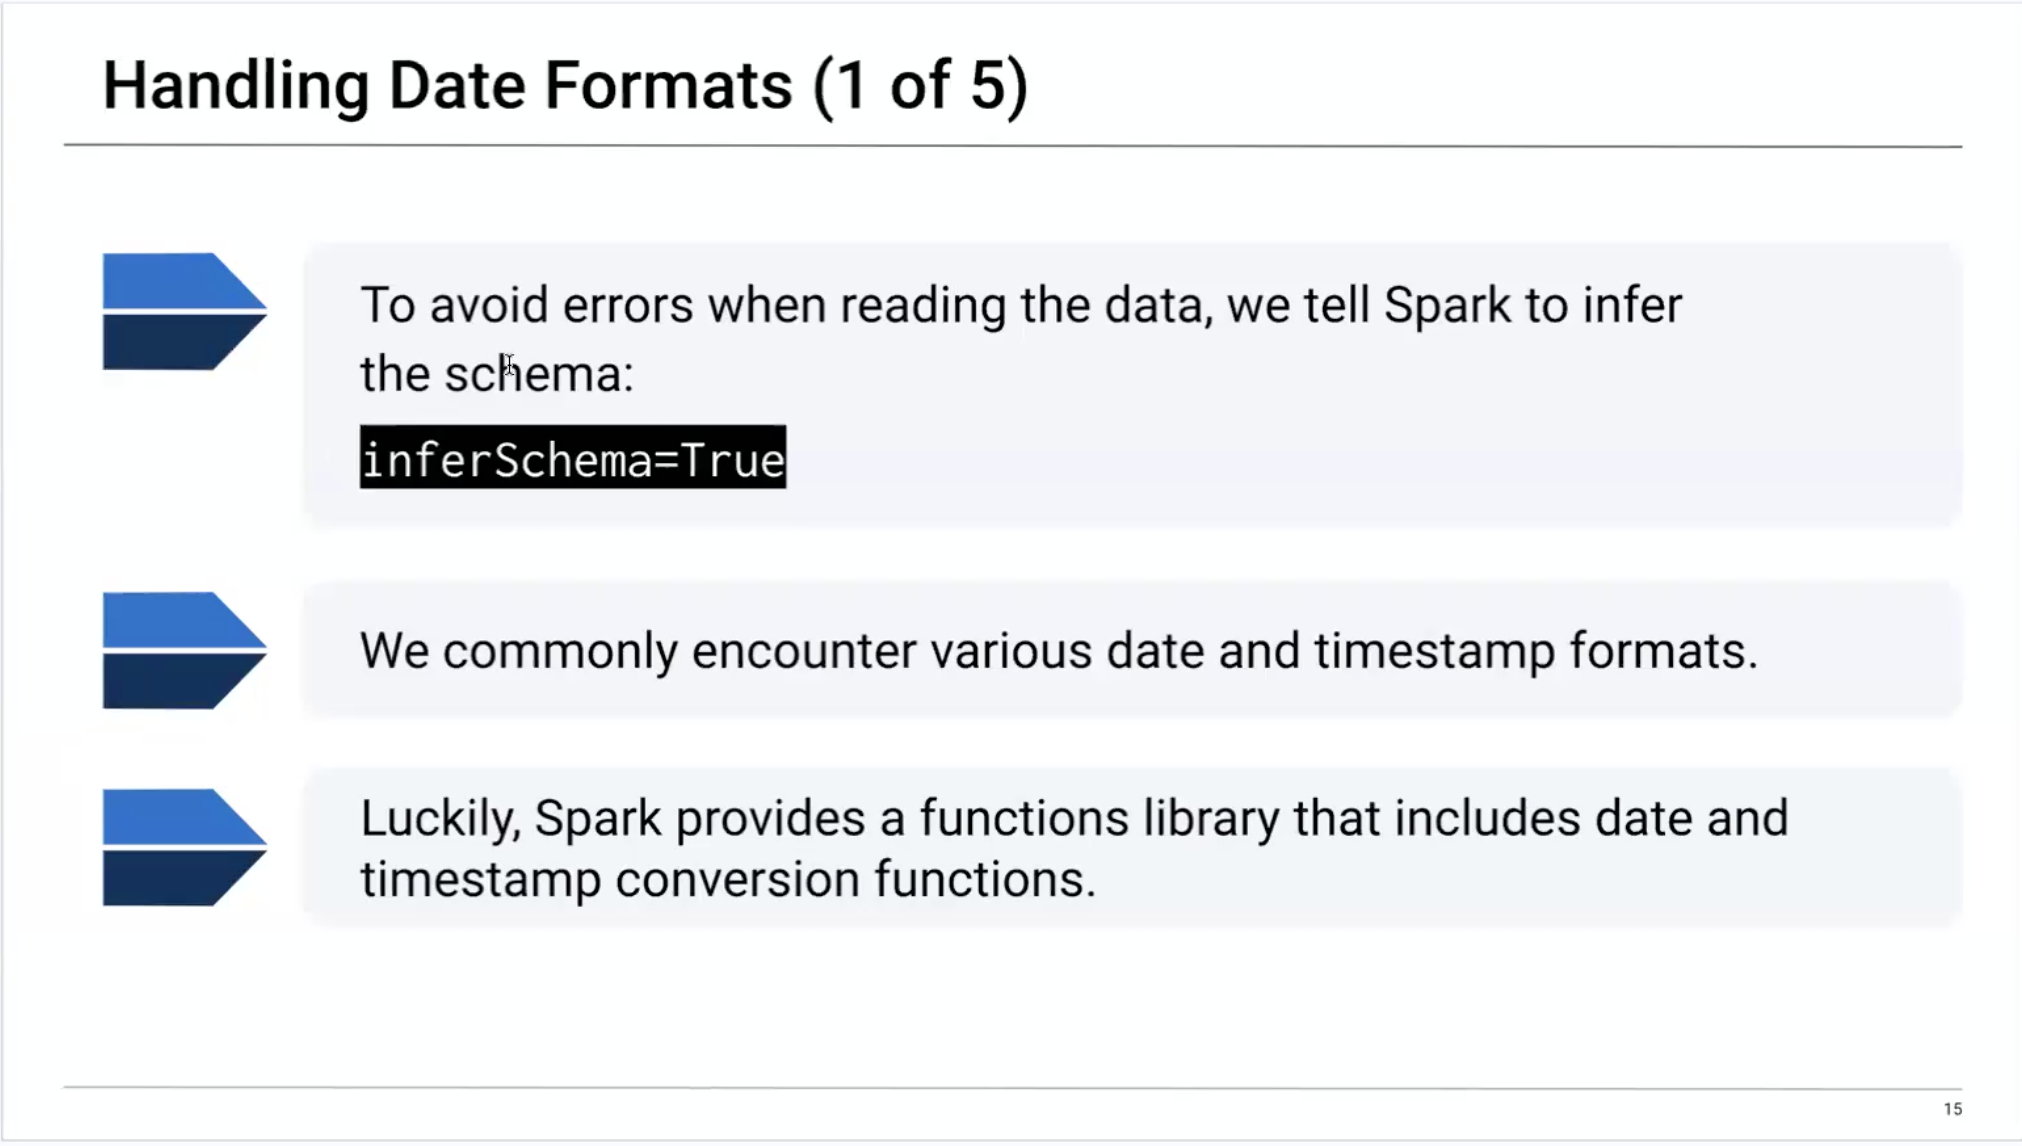 Handling Date Formats (1 of 5)
To avoid errors when reading the data, we tell Spark to infer
the schema:
inferSchema=True
We commonly encounter various date and timestamp formats.
Luckily, Spark provides a functions library that includes date and
timestamp conversion functions.
15